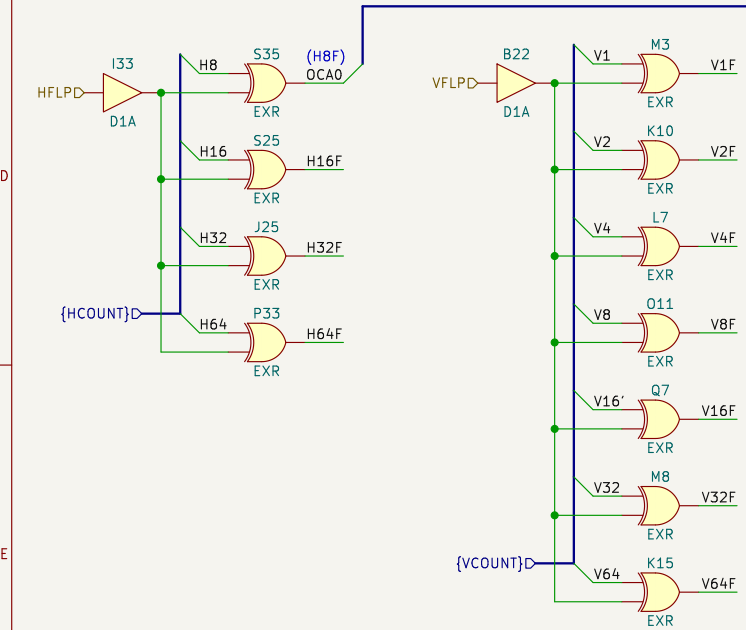 I33
HFLP
D1A
H8
S35
(H8F)
OCA0
EXR
H16
S25
H16F
EXR
H32
J25
H32F
EXR
{HCOUNT}
H64
P33
H64F
EXR
B22
VFLP
D1A
V1
M3
V1F
EXR
V2
K10
V2F
EXR
V4
L7
V4F
EXR
V8
O11
V8F
EXR
V16'
Q7
V16F
EXR
V32
M8
V32F
EXR
{VCOUNT}
V64
K15
V64F
EXR
D
E